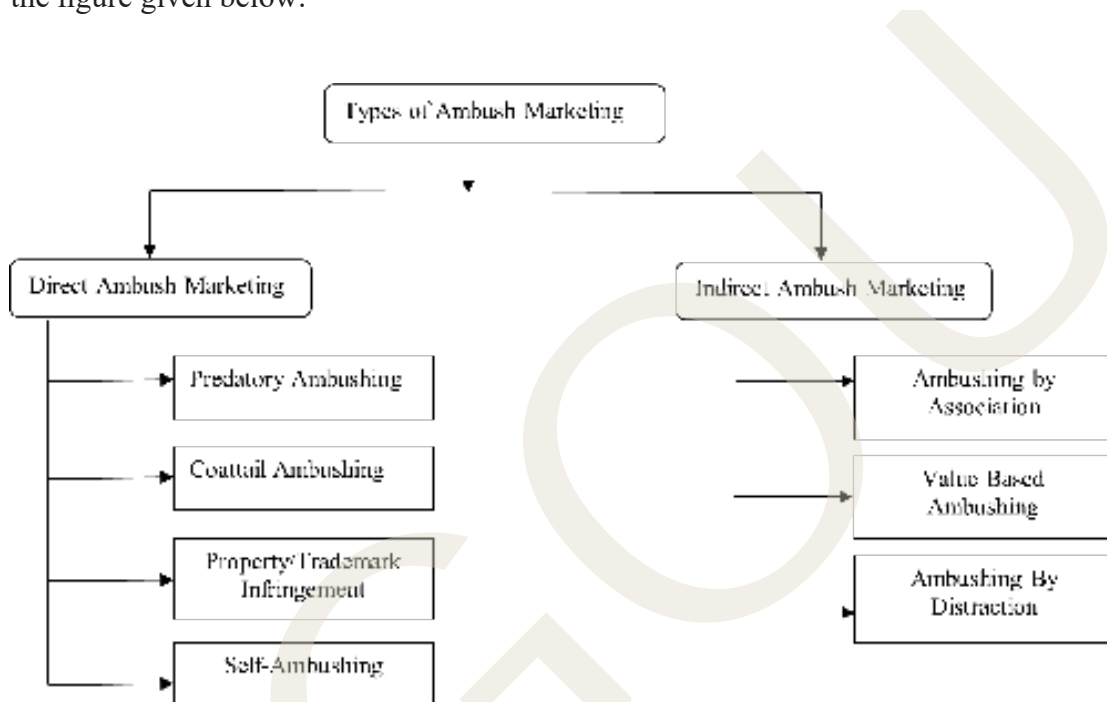 the figure given below.
Types of Ambush Marketing
Direct Ambush Marketing
Indirect Ambush Marketing
Predatory Ambushing
Coattail Ambushing
Property/Trademark
Infringement
Self-Ambushing
Ambushing by
Association
Value Based
Ambushing
Ambushing By
Distraction